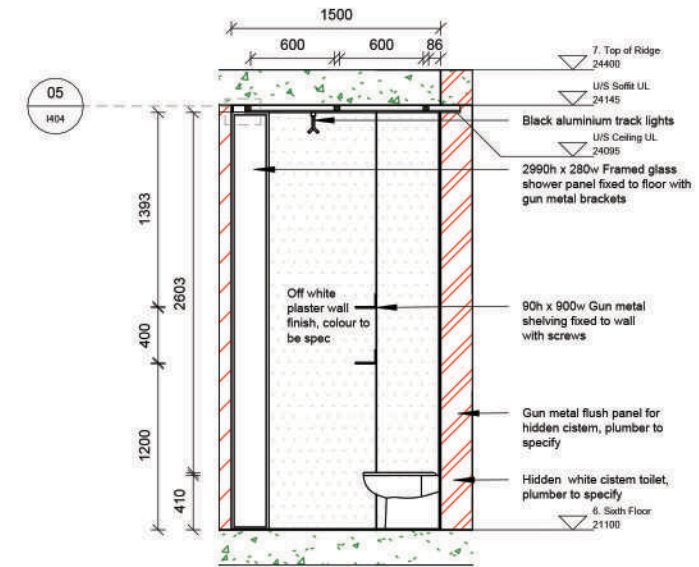 1500
600
600
86
7. Top of Ridge
24400
05
I404
U/S Soffit UL
24145
Black aluminium track lights
U/S Ceiling UL
24095
2990h x 280w Framed glass
shower panel fixed to floor with
gun metal brackets
1393
2603
Off white
plaster wall
finish, colour to
be spec
90h x 900w Gun metal
shelving fixed to wall
with screws
400
1200
410
Gun metal flush panel for
hidden cistem, plumber to
specify
Hidden white cistem toilet,
plumber to specify
6. Sixth Floor
21100